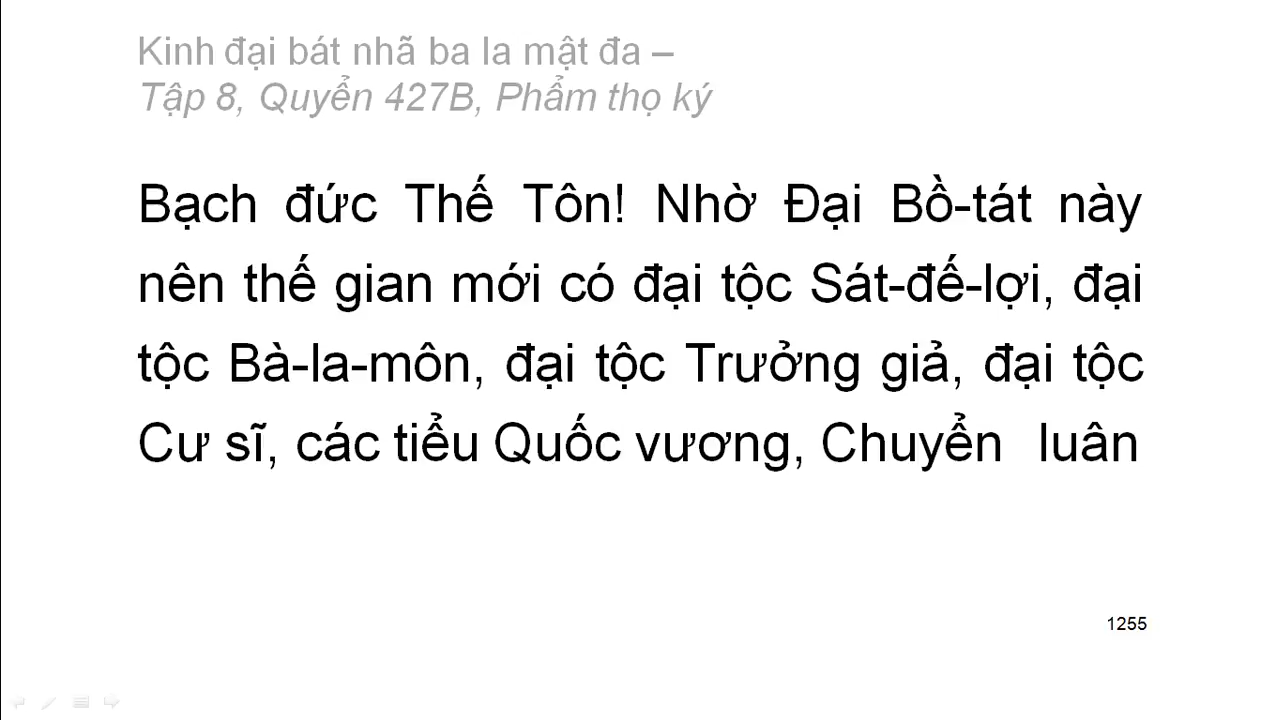 Kinh đại bát nhã ba la mật đa –
Tập 8, Quyển 427B, Phẩm thọ ký
Bạch đức Thế Tôn! Nhờ Đại Bồ-tát này
nên thế gian mới có đại tộc Sát-đế-lợi, đại
tộc Bà-la-môn, đại tộc Trưởng giả, đại tộc
Cư sĩ, các tiểu Quốc vương, Chuyển luân
1255